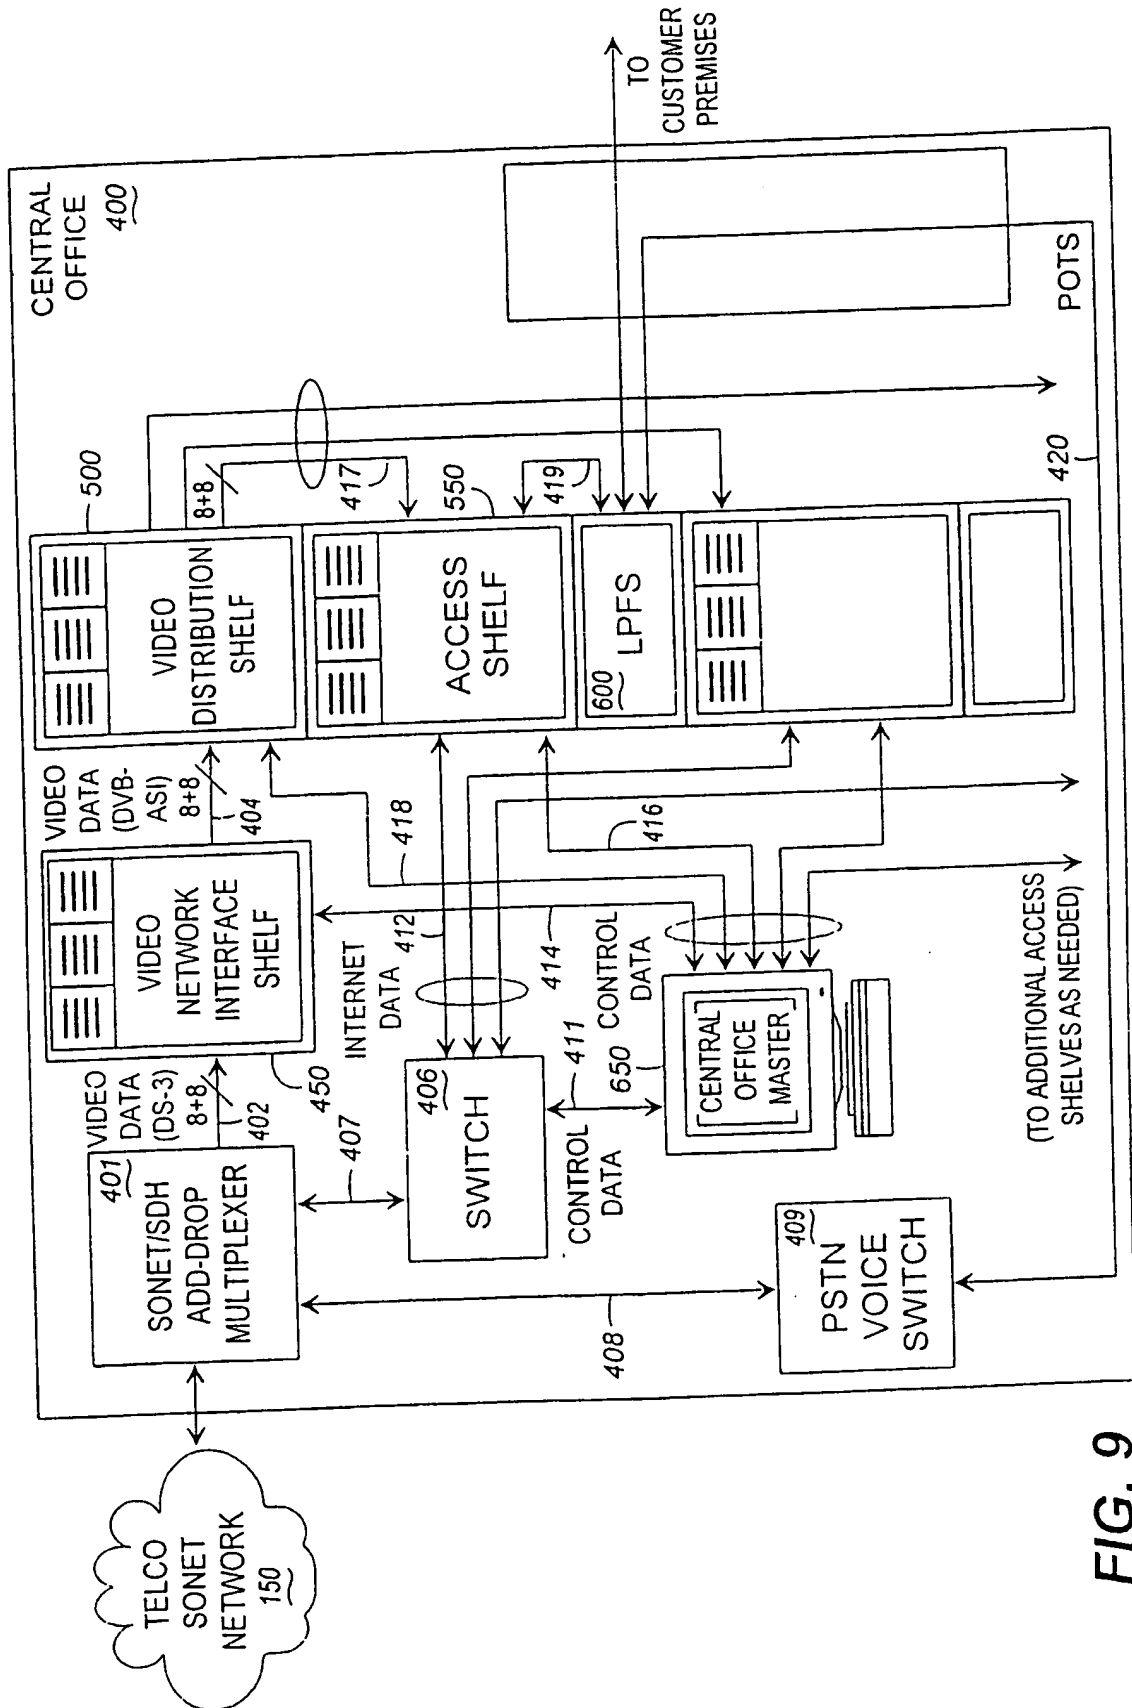 CENTRAL
OFFICE
400
TELCO
SONET
NETWORK
150
401
SONET/SDH
ADD-DROP
MULTIPLEXER
VIDEO
DATA
(DS-3)
8+8
402
VIDEO
NETWORK
INTERFACE
SHELF
450
VIDEO
DATA
(DVB-
ASI)
8+8
404
VIDEO
DISTRIBUTION
SHELF
500
8+8
417
ACCESS
SHELF
550
419
600
LPFS
TO
CUSTOMER
PREMISES
407
406
SWITCH
INTERNET
DATA
412
418
414
416
CONTROL
DATA
411
CONTROL
DATA
650
CENTRAL
OFFICE
MASTER
408
409
PSTN
VOICE
SWITCH
(TO ADDITIONAL ACCESS
SHELVES AS NEEDED)
POTS
420
FIG. 9